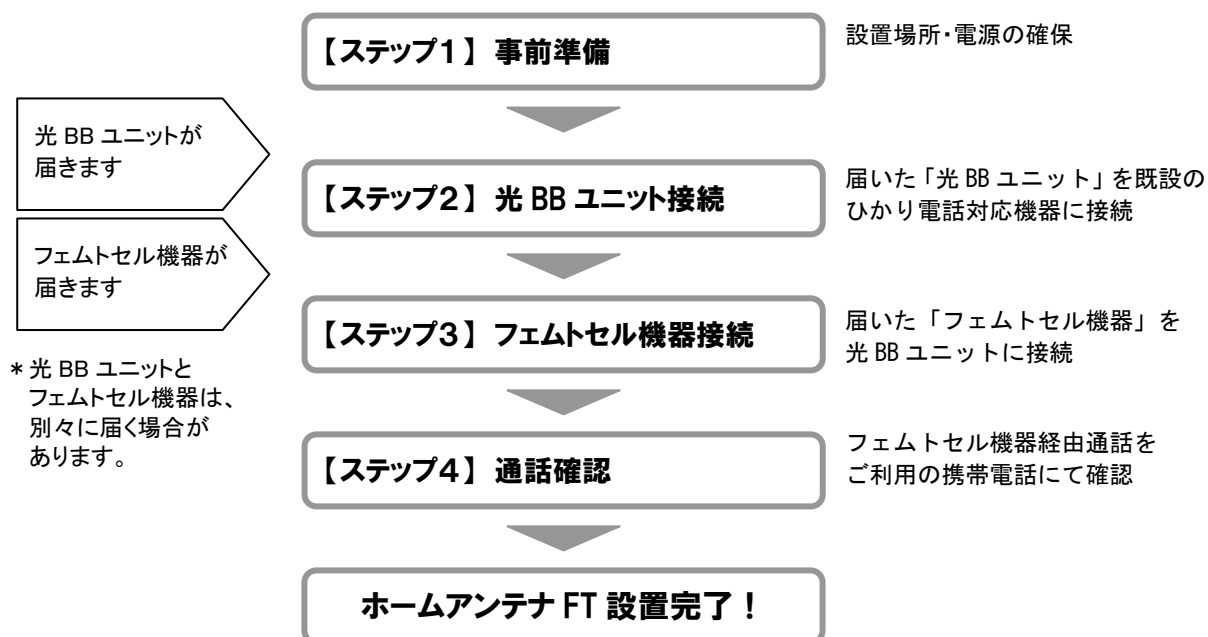 【ステップ1】 事前準備
設置場所・電源の確保
光 BB ユニットが
届きます
【ステップ2】 光 BB ユニット接続
届いた「光 BB ユニット」を既設の
ひかり電話対応機器に接続
フェムトセル機器が
届きます
【ステップ3】 フェムトセル機器接続
届いた「フェムトセル機器」を
光 BB ユニットに接続
* 光 BB ユニットと
フェムトセル機器は、
別々に届く場合が
あります。
【ステップ4】 通話確認
フェムトセル機器経由通話を
ご利用の携帯電話にて確認
ホームアンテナ FT 設置完了！